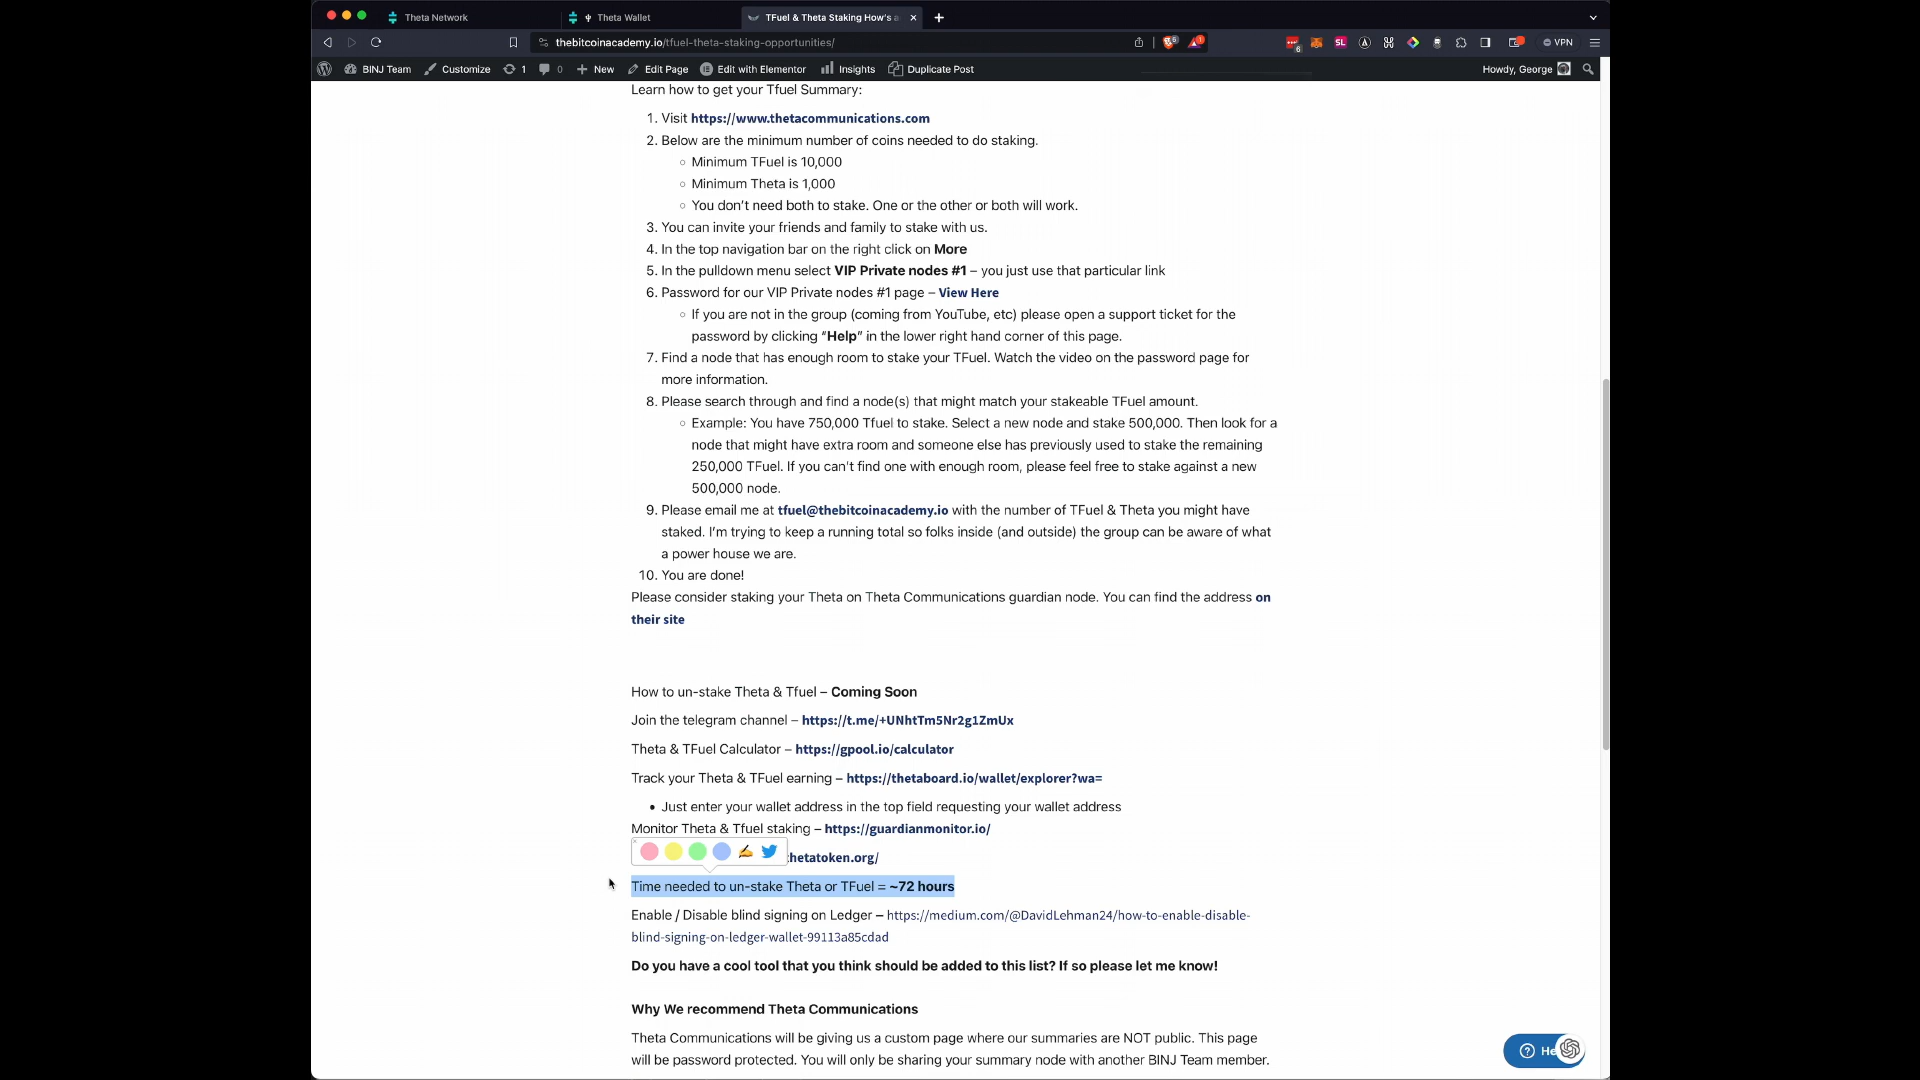 Theta Network
Theta Wallet
TFuel & Theta Staking How's a
thebitcoinacademy.io/tfuel-theta-staking-opportunities/
6
SL
VPN
BINJ Team
Customize
1
0
New
Edit Page
Edit with Elementor
Insights
Duplicate Post
Howdy, George
Learn how to get your Tfuel Summary:
1. Visit https://www.thetacommunications.com
2. Below are the minimum number of coins needed to do staking.
Minimum TFuel is 10,000
Minimum Theta is 1,000
You don't need both to stake. One or the other or both will work.
3. You can invite your friends and family to stake with us.
4. In the top navigation bar on the right click on More
5. In the pulldown menu select VIP Private nodes #1 – you just use that particular link
6. Password for our VIP Private nodes #1 page – View Here
If you are not in the group (coming from YouTube, etc) please open a support ticket for the
password by clicking “Help” in the lower right hand corner of this page.
7. Find a node that has enough room to stake your TFuel. Watch the video on the password page for
more information.
8. Please search through and find a node(s) that might match your stakeable TFuel amount.
Example: You have 750,000 Tfuel to stake. Select a new node and stake 500,000. Then look for a
node that might have extra room and someone else has previously used to stake the remaining
250,000 TFuel. If you can't find one with enough room, please feel free to stake against a new
500,000 node.
9. Please email me at tfuel@thebitcoinacademy.io with the number of TFuel & Theta you might have
staked. I'm trying to keep a running total so folks inside (and outside) the group can be aware of what
a power house we are.
10. You are done!
Please consider staking your Theta on Theta Communications guardian node. You can find the address on
their site
How to un-stake Theta & Tfuel – Coming Soon
Join the telegram channel – https://t.me/+UNhtTm5Nr2g1ZmUx
Theta & TFuel Calculator – https://gpool.io/calculator
Track your Theta & TFuel earning – https://thetaboard.io/wallet/explorer?wa=
Just enter your wallet address in the top field requesting your wallet address
Monitor Theta & Tfuel staking – https://guardianmonitor.io/
thetatoken.org/
Time needed to un-stake Theta or TFuel = ~72 hours
Enable / Disable blind signing on Ledger – https://medium.com/@DavidLehman24/how-to-enable-disable-
blind-signing-on-ledger-wallet-99113a85cdad
Do you have a cool tool that you think should be added to this list? If so please let me know!
Why We recommend Theta Communications
Theta Communications will be giving us a custom page where our summaries are NOT public. This page
will be password protected. You will only be sharing your summary node with another BINJ Team member.
He